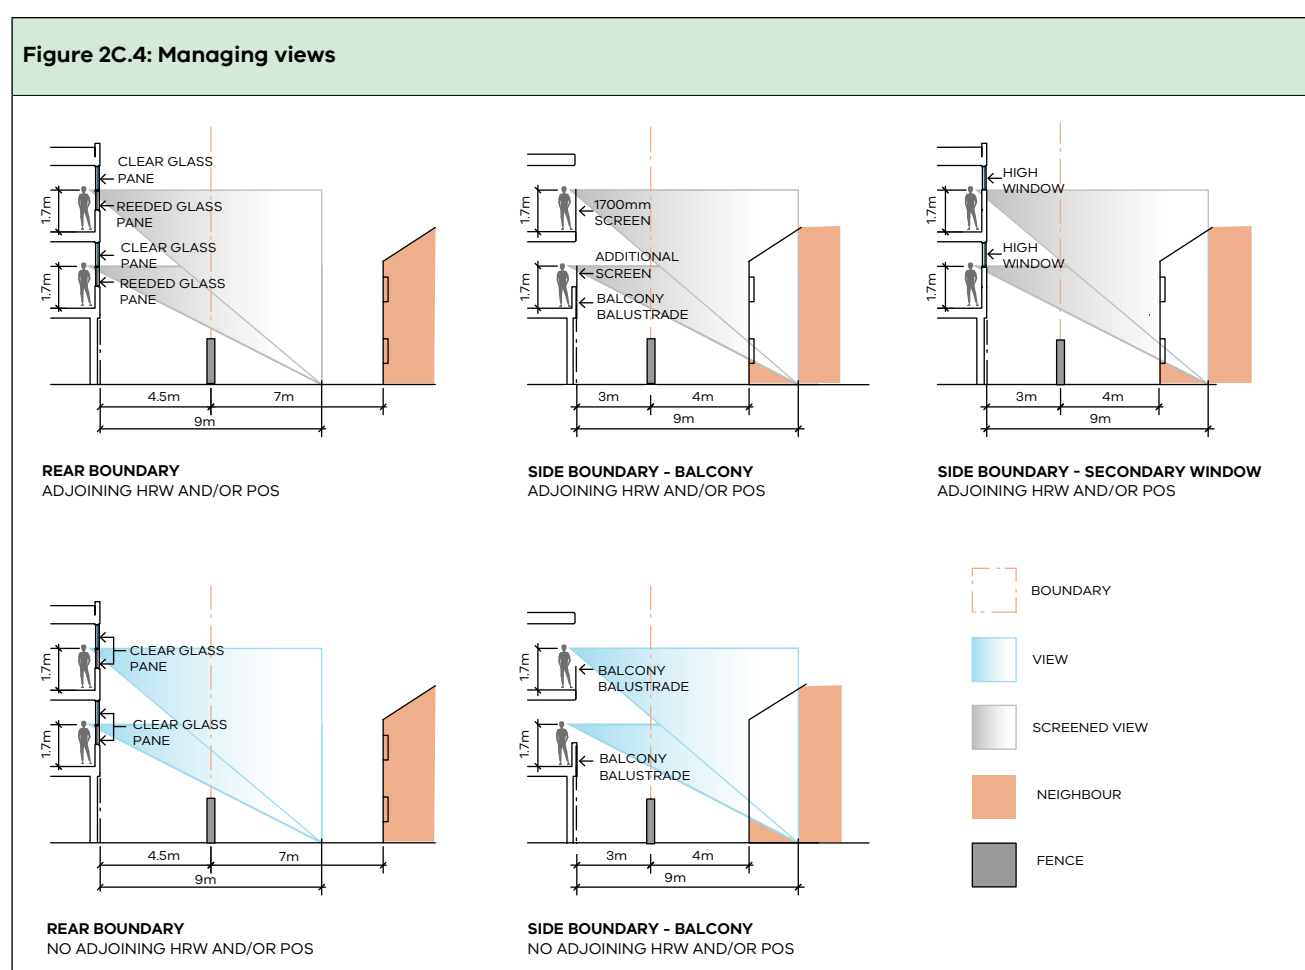 Figure 2C.4: Managing views
CLEAR GLASS
PANE
REEDED GLASS
PANE
CLEAR GLASS
PANE
REEDED GLASS
PANE
1.7m
1.7m
4.5m
7m
9m
REAR BOUNDARY
ADJOINING HRW AND/OR POS
1700mm
SCREEN
ADDITIONAL
SCREEN
BALCONY
BALUSTRADE
1.7m
1.7m
3m
4m
9m
SIDE BOUNDARY - BALCONY
ADJOINING HRW AND/OR POS
HIGH
WINDOW
HIGH
WINDOW
1.7m
1.7m
3m
4m
9m
SIDE BOUNDARY - SECONDARY WINDOW
ADJOINING HRW AND/OR POS
CLEAR GLASS
PANE
CLEAR GLASS
PANE
1.7m
1.7m
4.5m
7m
9m
REAR BOUNDARY
NO ADJOINING HRW AND/OR POS
BALCONY
BALUSTRADE
BALCONY
BALUSTRADE
1.7m
1.7m
3m
4m
9m
SIDE BOUNDARY - BALCONY
NO ADJOINING HRW AND/OR POS
BOUNDARY
VIEW
SCREENED VIEW
NEIGHBOUR
FENCE